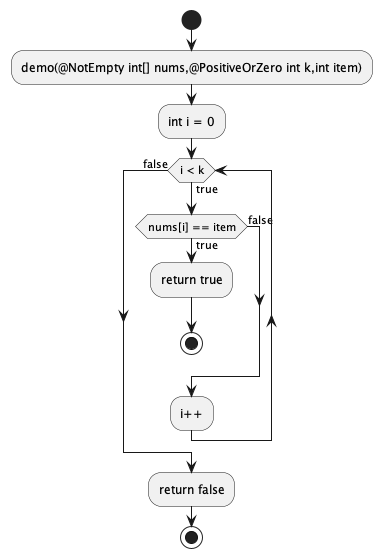 demo(@NotEmpty int[] nums,@PositiveOrZero int k,int item)
int i = 0
false
i < k
true
nums[i] == item
false
true
return true
i++
return false